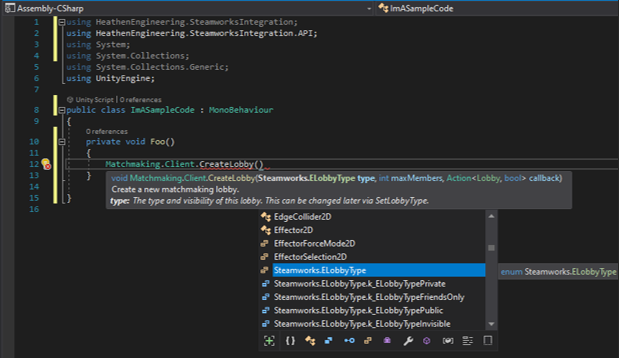 Assembly-CSharp
ImASampleCode
1 using HeathenEngineering.SteamworksIntegration;
2 using HeathenEngineering.SteamworksIntegration.API;
3 using System;
4 using System.Collections;
5 using System.Collections.Generic;
6 using UnityEngine;
7
Unity Script | 0 references
8 public class ImASampleCode : MonoBehaviour
9 {
0 references
10 private void Foo()
11 {
12 Matchmaking.Client.CreateLobby()
13 }
void Matchmaking.Client.CreateLobby(Steamworks.ELobbyType type, int maxMembers, Action<Lobby, bool> callback)
14
Create a new matchmaking lobby.
15 }
type: The type and visibility of this lobby. This can be changed later via SetLobbyType.
16
EdgeCollider2D
Effector2D
EffectorForceMode2D
EffectorSelection2D
Steamworks.ELobbyType
enum Steamworks.ELobbyType
Steamworks.ELobbyType.k_ELobbyTypePrivate
Steamworks.ELobbyType.k_ELobbyTypeFriendsOnly
Steamworks.ELobbyType.k_ELobbyTypePublic
Steamworks.ELobbyType.k_ELobbyTypeInvisible